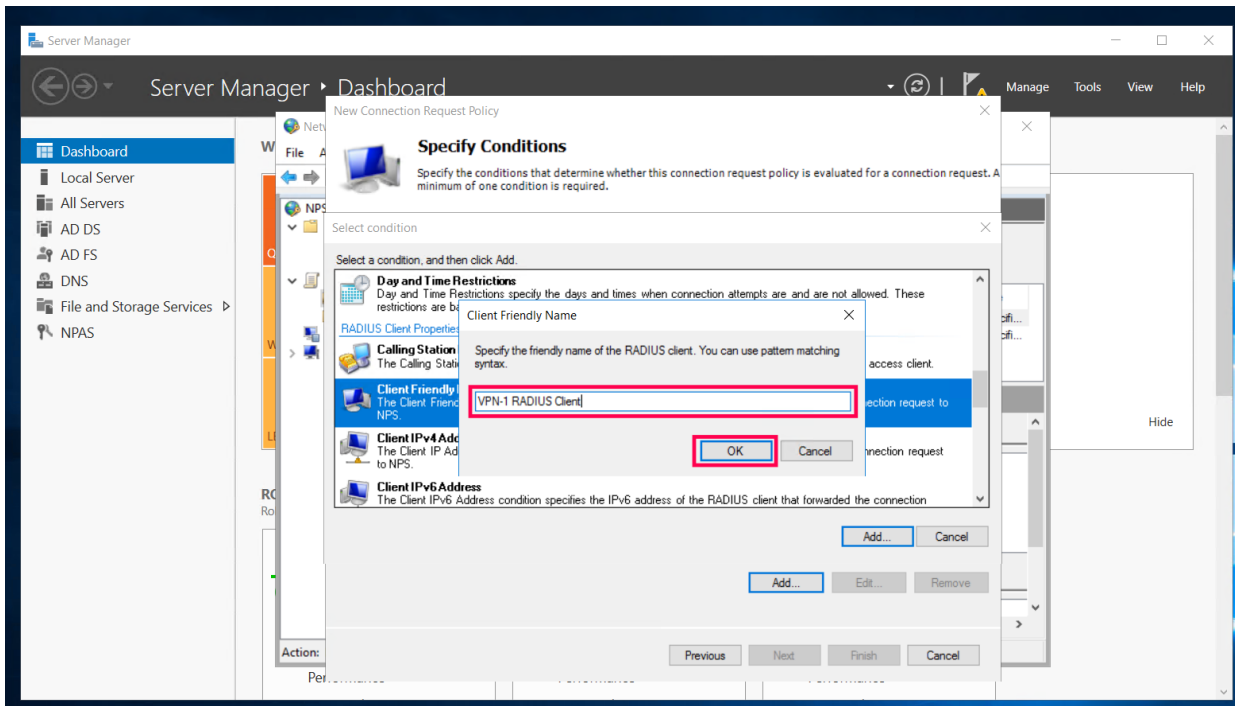 Server Manager
Server Manager • Dashboard
Manage Tools View Help
New Connection Request Policy
File
Specify Conditions
Specify the conditions that determine whether this connection request policy is evaluated for a connection request. A
minimum of one condition is required.
Dashboard
Local Server
All Servers
AD DS
AD FS
DNS
File and Storage Services
NPAS
NPS
Select condition
Select a condition, and then click Add.
Day and Time Restrictions
Day and Time Restrictions specify the days and times when connection attempts are and are not allowed. These
restrictions are
RADIUS Client Properties
Calling Station
The Calling access client.
Client Friendly
The Client connection request to
NPS.
Client IPv4
The Client IP connection request
to NPS.
Client IPv6 Address
The Client IPv6 Address condition specifies the IPv6 address of the RADIUS client that forwarded the connection
Client Friendly Name
Specify the friendly name of the RADIUS client. You can use pattern matching
syntax.
VPN-1 RADIUS Client
OK Cancel
Hide
Add... Cancel
Add... Edit... Remove
Previous Next Finish Cancel
Action: